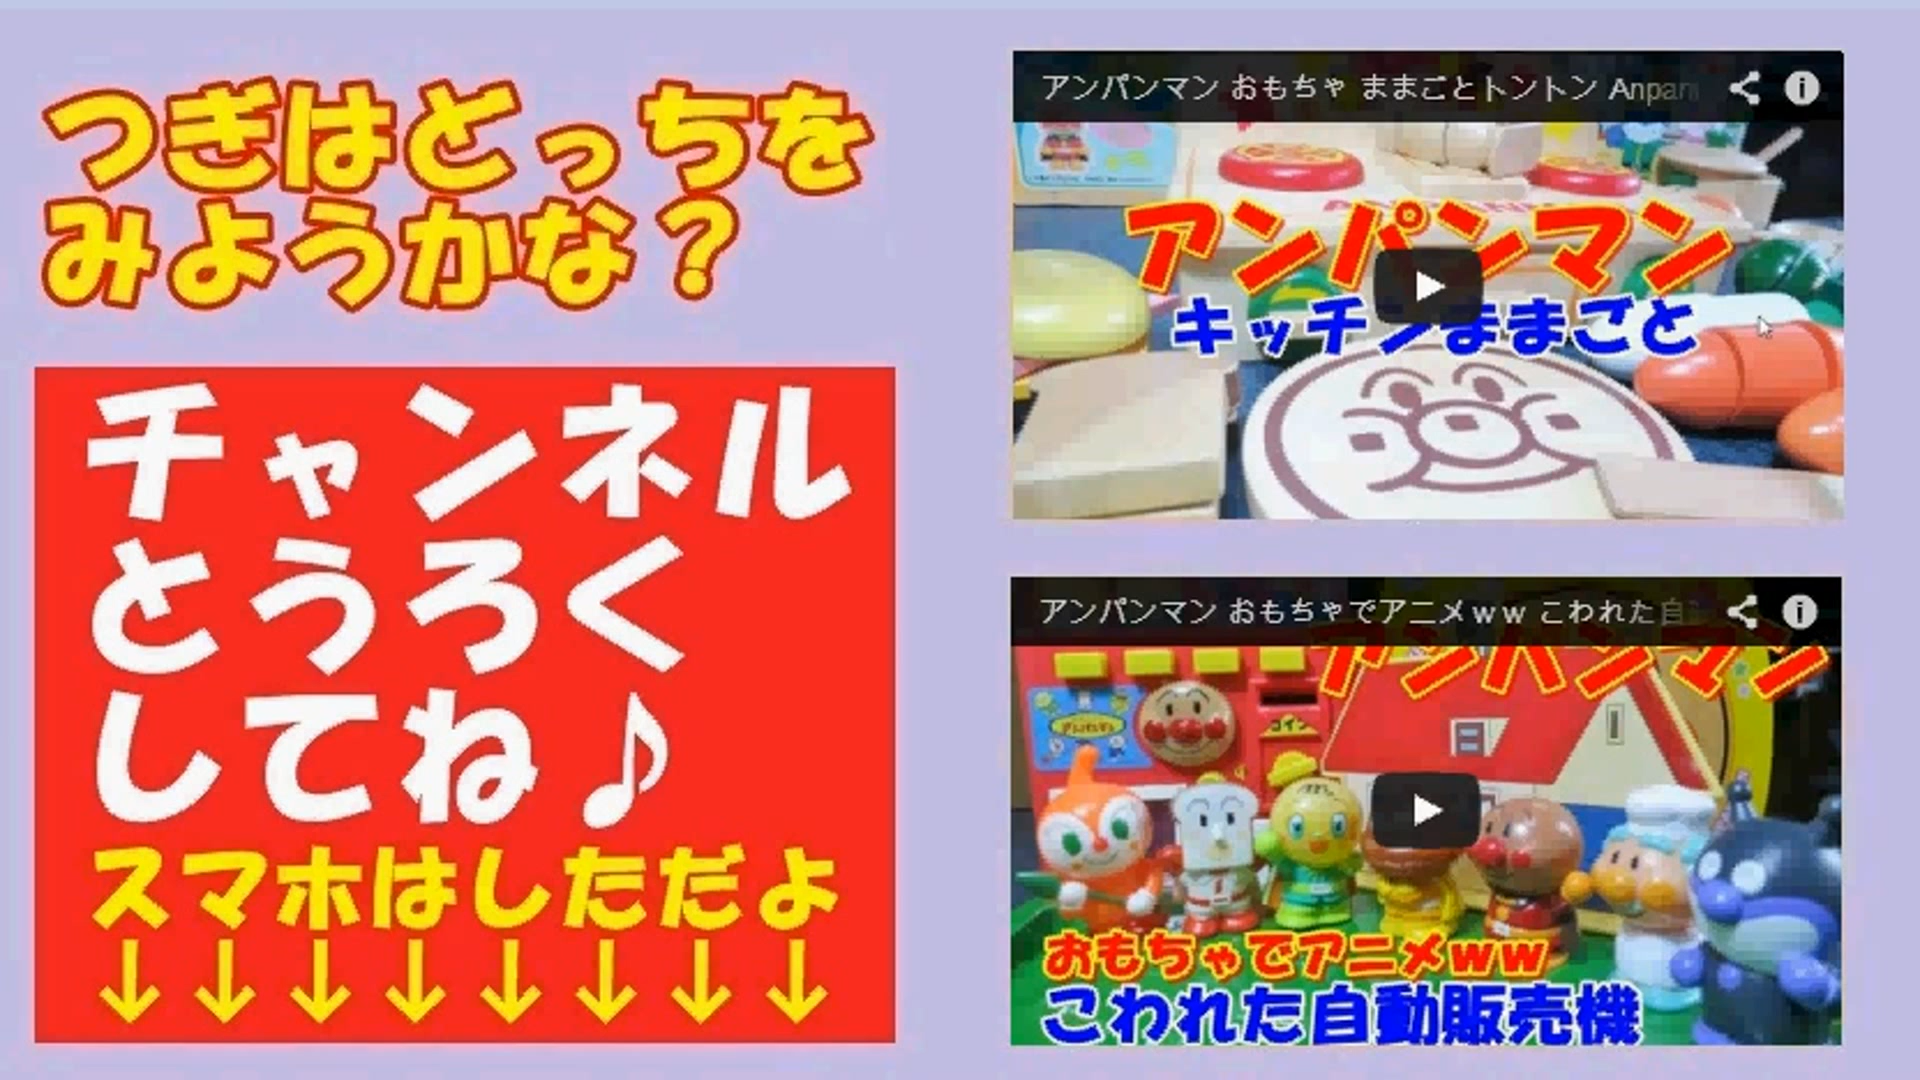 つぎはどっちを
みようかな?
チャンネル
とうろく
してね♪
スマホはしただよ
↓↓↓↓↓↓↓↓
アンパンマン おもちゃ ままごとトントン Anpan
アンパンマン
キッチンままごと
アンパンマン おもちゃでアニメｗｗ こわれた自
アンパンマン
コイン
おもちゃでアニメww
こわれた自動販売機